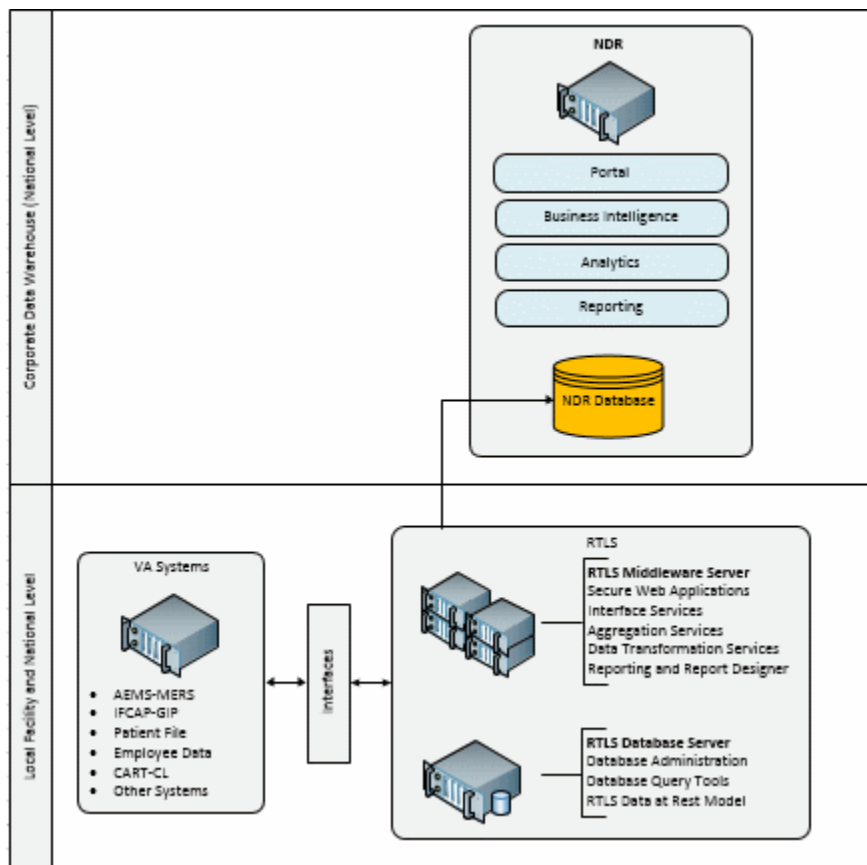 Corporate Data Warehouse (National Level)
NDR
Portal
Business Intelligence
Analytics
Reporting
NDR Database
Local Facility and National Level
VA Systems
• AEMS-MERS
• IFCAP-GIP
• Patient File
• Employee Data
• CART-CL
• Other Systems
Interfaces
RTLS
RTLS Middleware Server
Secure Web Applications
Interface Services
Aggregation Services
Data Transformation Services
Reporting and Report Designer
RTLS Database Server
Database Administration
Database Query Tools
RTLS Data at Rest Model